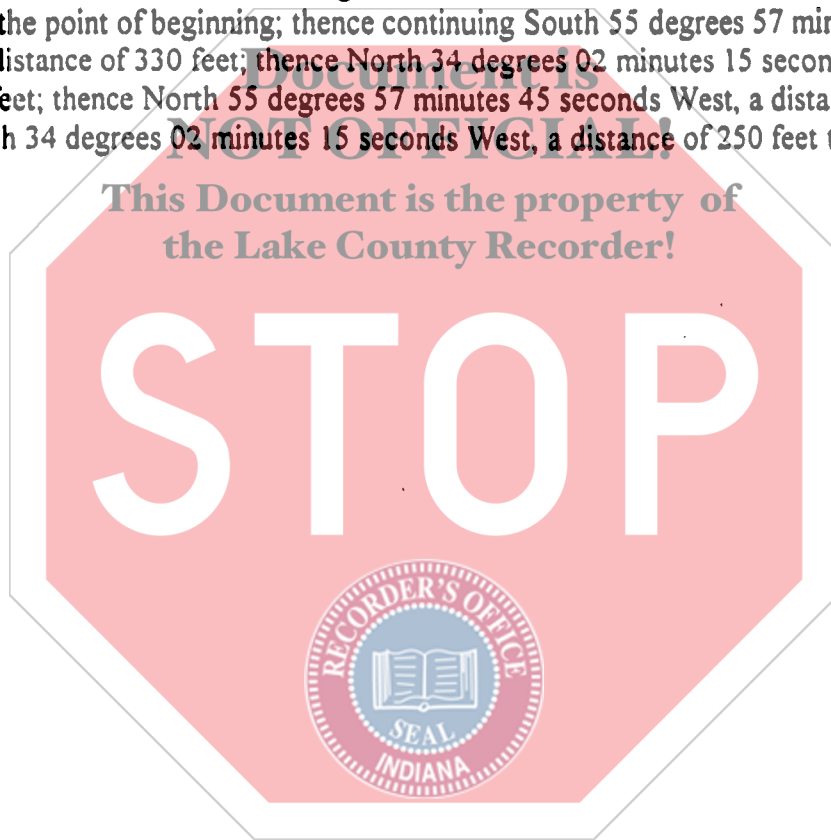 the point of beginning; thence continuing South 55 degrees 57
distance of 330 feet; thence North 34 degrees 02 minutes 15
feet; thence North 55 degrees 57 minutes 45 seconds West, a
34 degrees 02 minutes 15 seconds West, a distance of 250 feet
Document is
NOT OFFICIAL!
This Document is the property of
the Lake County Recorder!
STOP
RECORDER'S OFFICE
SEAL
INDIANA